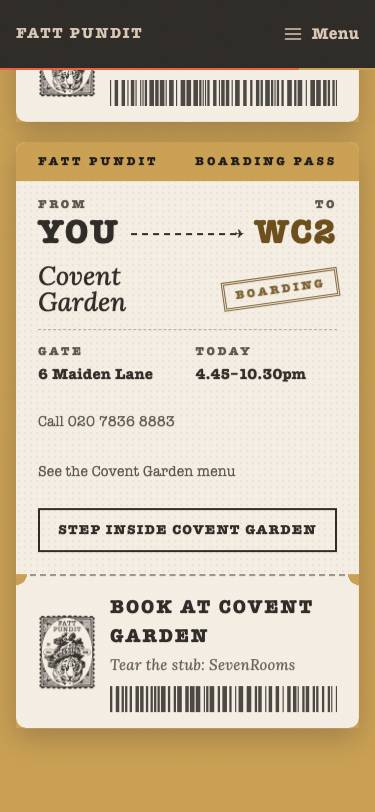 FATT PUNDIT
Menu
FATT PUNDIT BOARDING PASS
FROM TO
YOU WC2
Covent
Garden
BOARDING
GATE TODAY
6 Maiden Lane 4.45–10.30pm
Call 020 7836 8883
See the Covent Garden menu
STEP INSIDE COVENT GARDEN
FATT
PUNDIT
BOOK AT COVENT
GARDEN
Tear the stub: SevenRooms